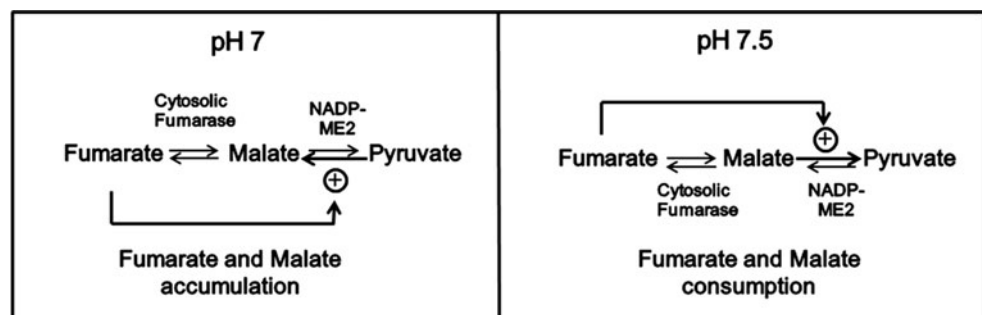 pH 7
Cytosolic
Fumarase
NADP-
ME2
Fumarate Malate Pyruvate
+
Fumarate and Malate
accumulation
pH 7.5
+
Fumarate Malate Pyruvate
Cytosolic
Fumarase
NADP-
ME2
Fumarate and Malate
consumption